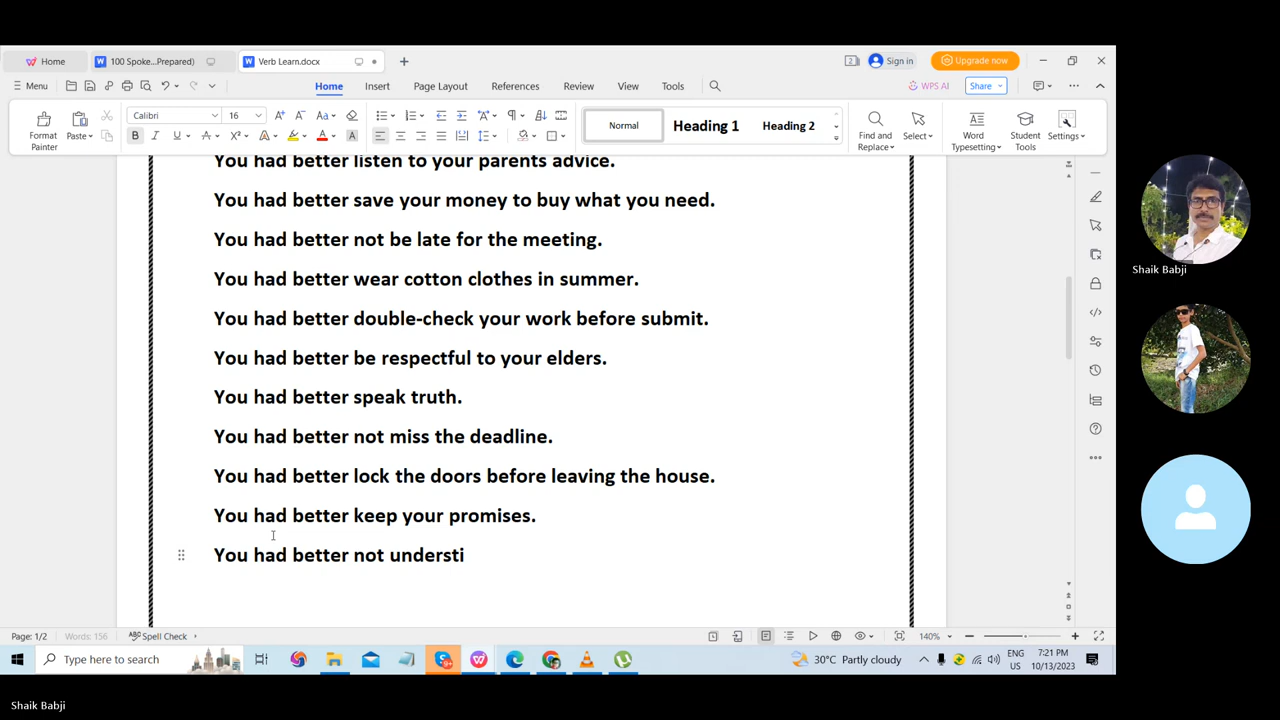 Home
100 Spoke...Prepared)
Verb Learn.docx
Sign in
Upgrade now
Menu
Home
Insert
Page Layout
References
Review
View
Tools
WPS AI
Share
Format
Painter
Paste
Calibri
16
Normal
Heading 1
Heading 2
Find and
Replace
Select
Word
Typesetting
Student
Tools
Settings
You had better listen to your parents advice.
You had better save your money to buy what you need.
You had better not be late for the meeting.
You had better wear cotton clothes in summer.
You had better double-check your work before submit.
You had better be respectful to your elders.
You had better speak truth.
You had better not miss the deadline.
You had better lock the doors before leaving the house.
You had better keep your promises.
You had better not understi
Page: 1/2
Words: 156
Spell Check
140%
Type here to search
30°C Partly cloudy
ENG
US
7:21 PM
10/13/2023
Shaik Babji
Shaik Babji